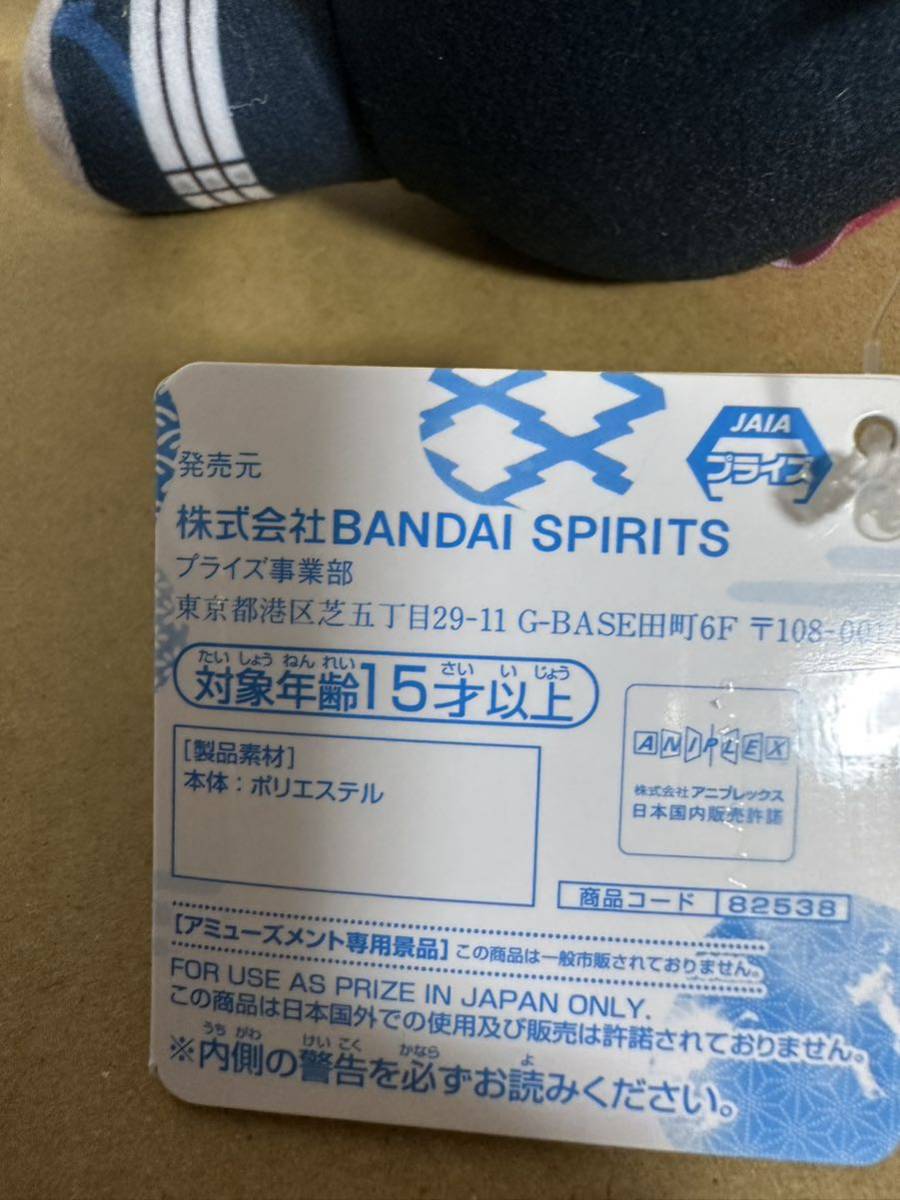 JAIA
プライズ
発売元
株式会社BANDAI SPIRITS
プライズ事業部
東京都港区芝五丁目29-11 G-BASE田町6F 〒108-001
たいしょうねんれい さいいじょう
対象年齢15才以上
[製品素材]
本体:ポリエステル
ANIPLEX
株式会社アニプレックス
日本国内販売許諾
商品コード 82538
[アミューズメント専用景品] この商品は一般市販されておりません。
FOR USE AS PRIZE IN JAPAN ONLY.
この商品は日本国外での使用及び販売は許諾されておりません。
うちがわ けいこく かなら よ
※内側の警告を必ずお読みください。